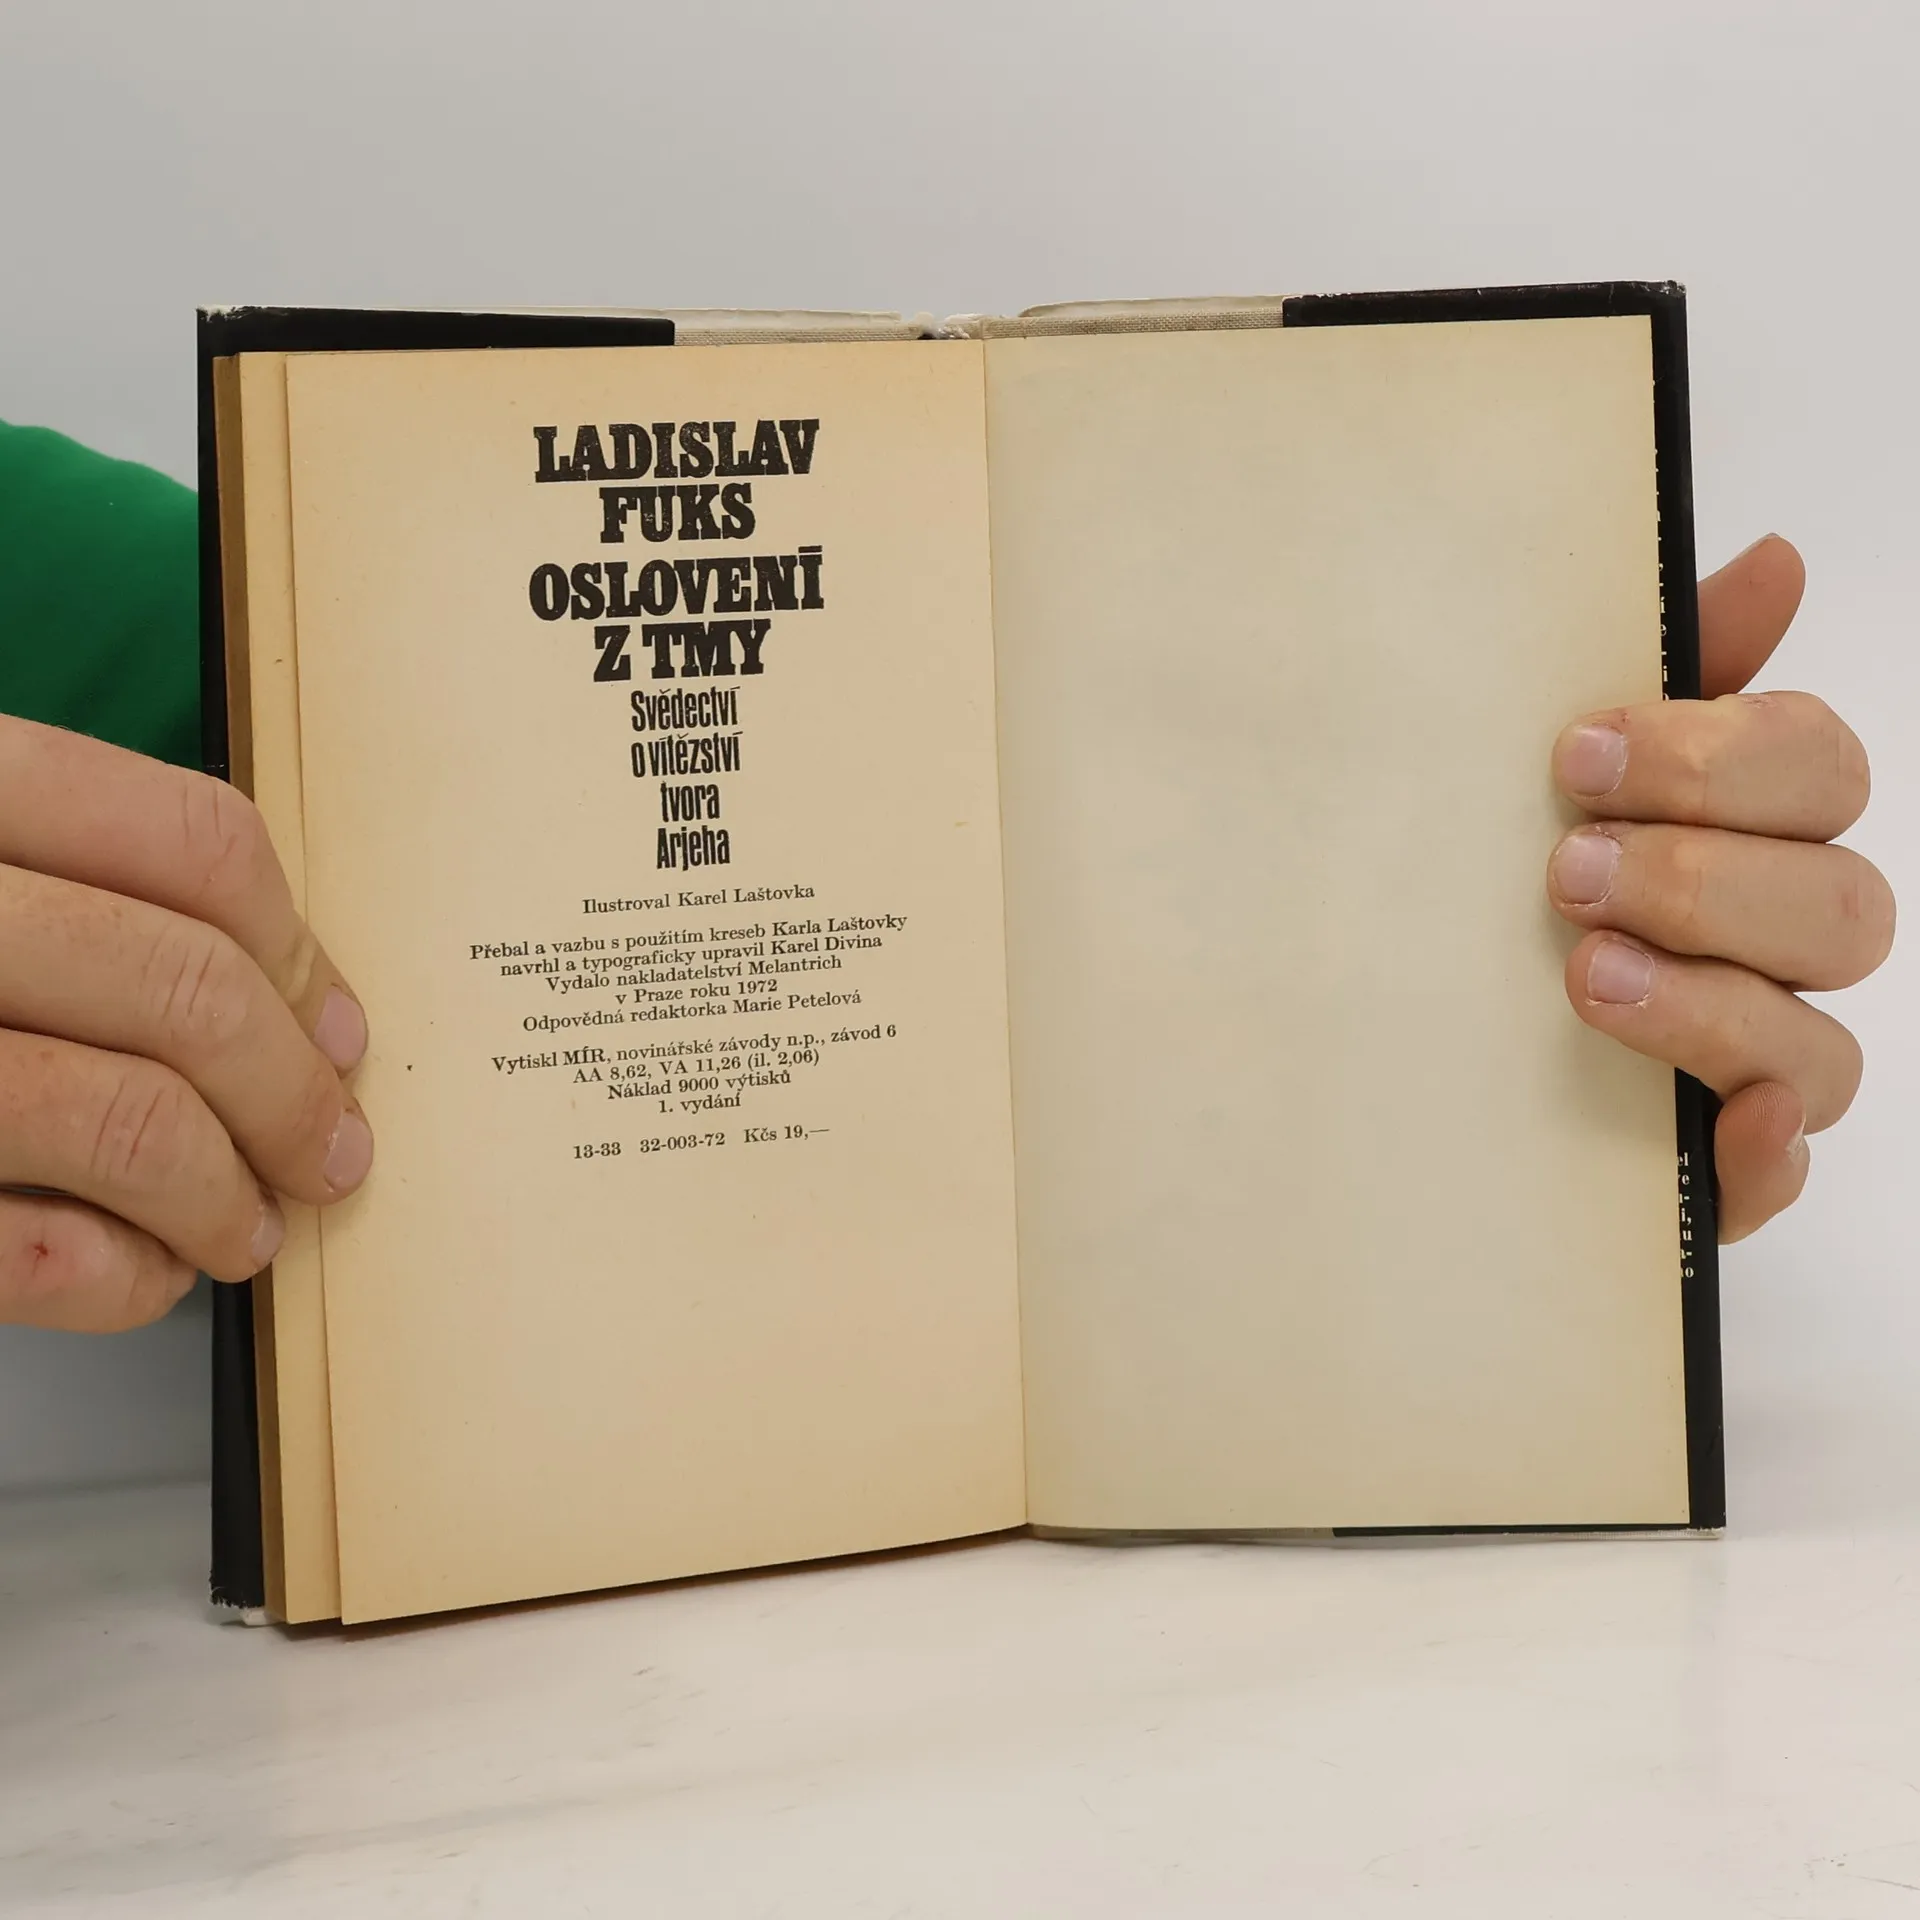 LADISLAV
FUKS
OSLOVENÍ
Z TMY
Svědectví
o vítězství
tvora
Arjeha
Ilustroval Karel Laštovka
Přebal a vazbu s použitím kreseb Karla Laštovky
navrhl a typograficky upravil Karel Divina
Vydalo nakladatelství Melantrich
v Praze roku 1972
Odpovědná redaktorka Marie Petelová
Vytiskl MÍR, novinářské závody n.p., závod 6
AA 8,62, VA 11,26 (il. 2,06)
Náklad 9000 výtisků
1. vydání
13-33 32-003-72 Kčs 19,—